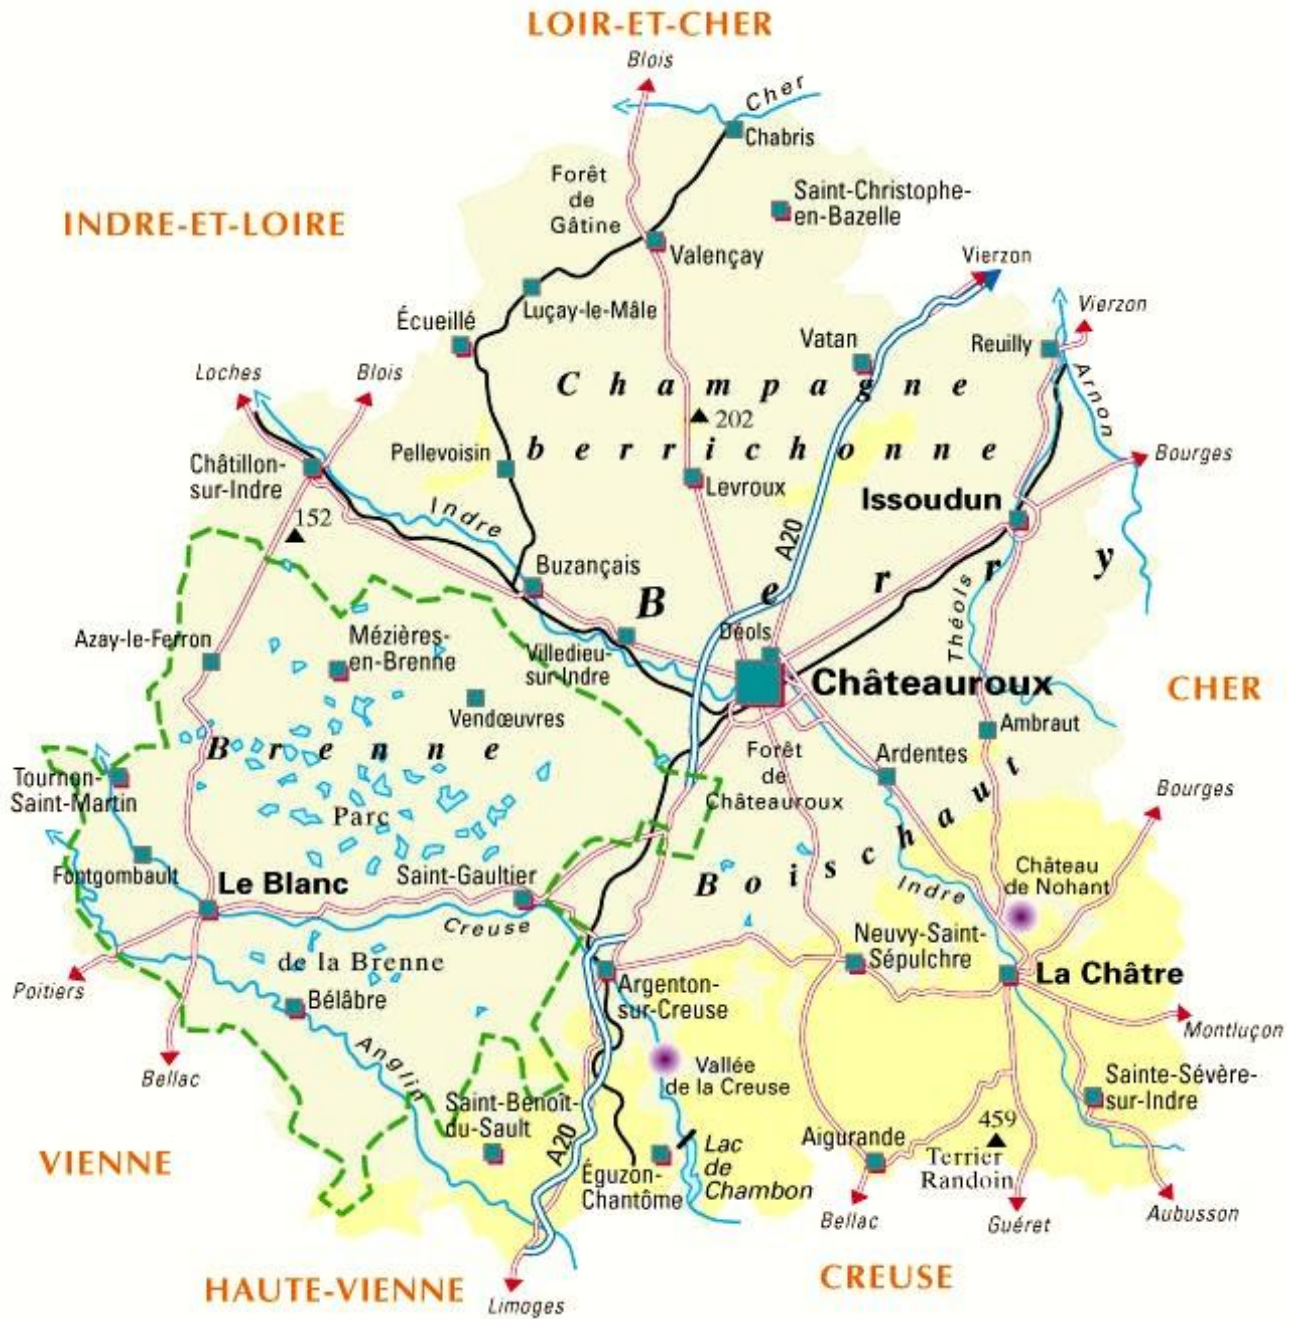 LOIR-ET-CHER
Blois
Cher
Chabris
Forêt
de
Gâtine
Saint-Christophe-
en-Bazelle
INDRE-ET-LOIRE
Valençay
Vierzon
Luçay-le-Mâle
Écueillé
Vatan
Reuilly
Vierzon
Loches
Blois
Champagne
202
Arnon
Pellevoisin
berrichonne
Bourges
Châtillon-
sur-Indre
Levroux
Issoudun
152
Indre
A20
Buzançais
Berry
Théols
Azay-le-Ferron
Mézières-
en-Brenne
Villedieu-
sur-Indre
Déols
Châteauroux
CHER
Vendœuvres
Ambraut
Brenne
Forêt
de
Châteauroux
Ardentes
Tournon-
Saint-Martin
Parc
Bourges
Boischaut
Fontgombault
Le Blanc
Saint-Gaultier
Château
de Nohant
Indre
Creuse
Neuvy-Saint-
Sépulchre
de la Brenne
La Châtre
Poitiers
Bélâbre
Argenton-
sur-Creuse
Montluçon
Anglin
Bellac
Vallée
de la Creuse
Sainte-Sévère-
sur-Indre
Saint-Benoît-
du-Sault
459
Aigurande
Terrier
Randoin
VIENNE
A20
Lac
de
Chambon
Éguzon-
Chantôme
Bellac
Guéret
Aubusson
HAUTE-VIENNE
CREUSE
Limoges